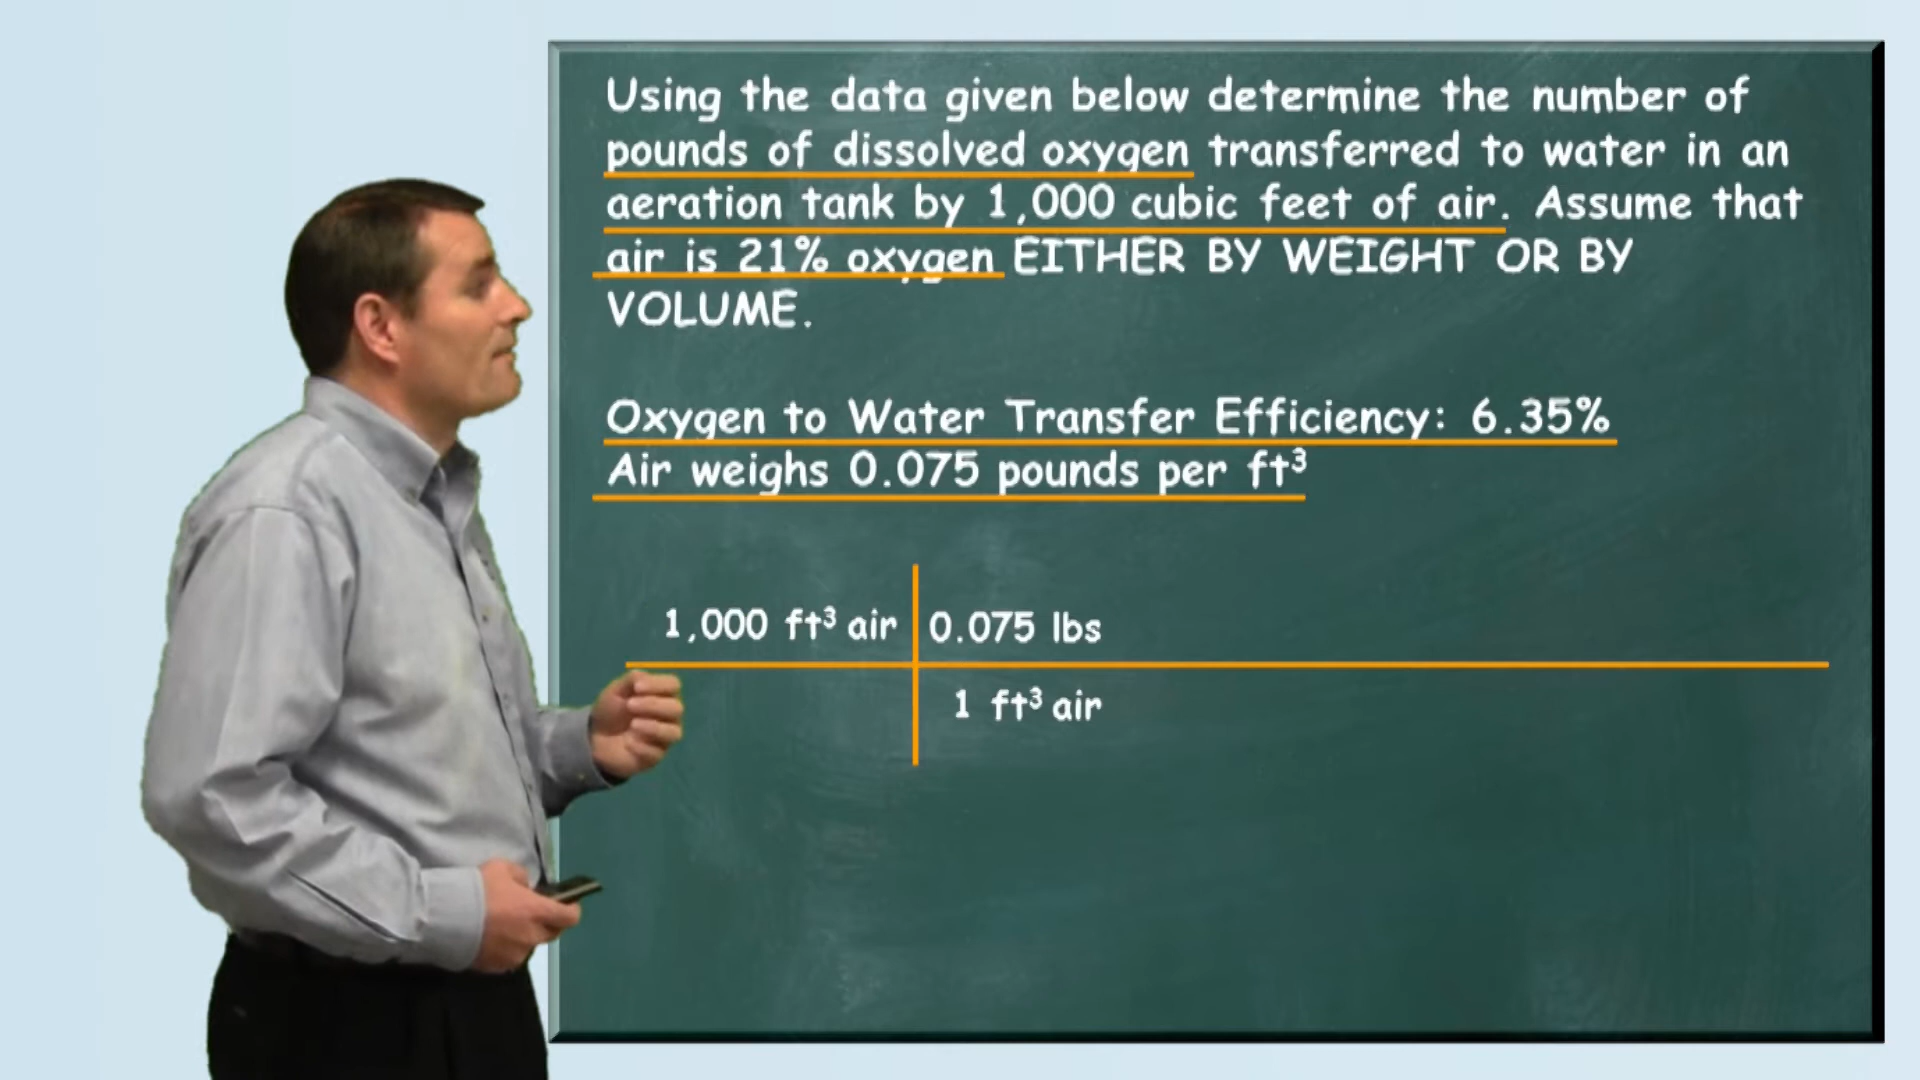 Using the data given below determine the number of
pounds of dissolved oxygen transferred to water in an
aeration tank by 1,000 cubic feet of air. Assume that
air is 21% oxygen EITHER BY WEIGHT OR BY
VOLUME.
Oxygen to Water Transfer Efficiency: 6.35%
Air weighs 0.075 pounds per ft³
1,000 ft³ air 0.075 lbs
1 ft³ air